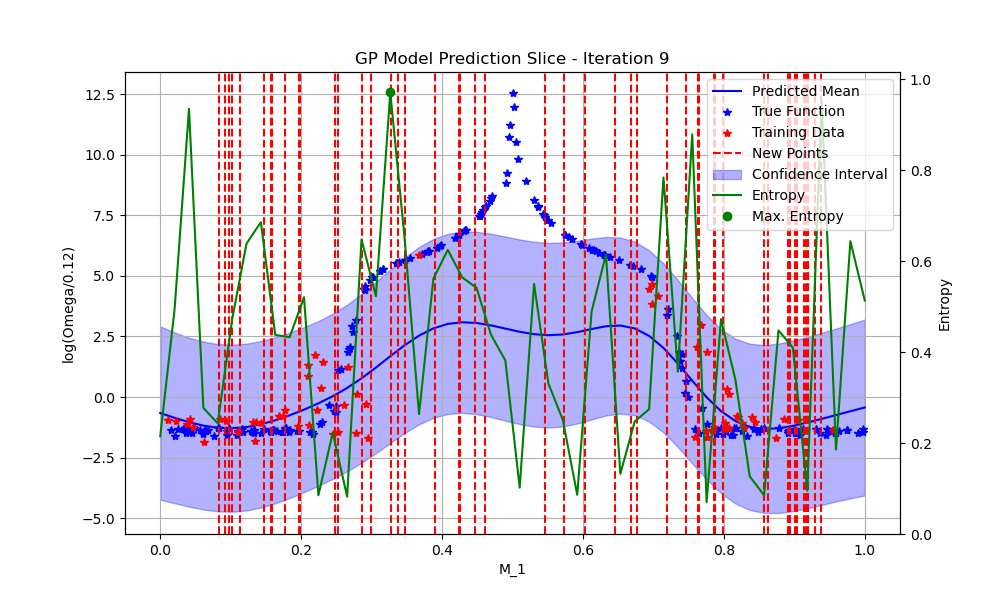 GP Model Prediction Slice - Iteration 9
Predicted Mean
True Function
Training Data
New Points
Confidence Interval
Entropy
Max. Entropy
12.5
10.0
7.5
5.0
2.5
0.0
−2.5
−5.0
log(Omega/0.12)
1.0
0.8
0.6
0.4
0.2
0.0
Entropy
0.0
0.2
0.4
0.6
0.8
1.0
M_1